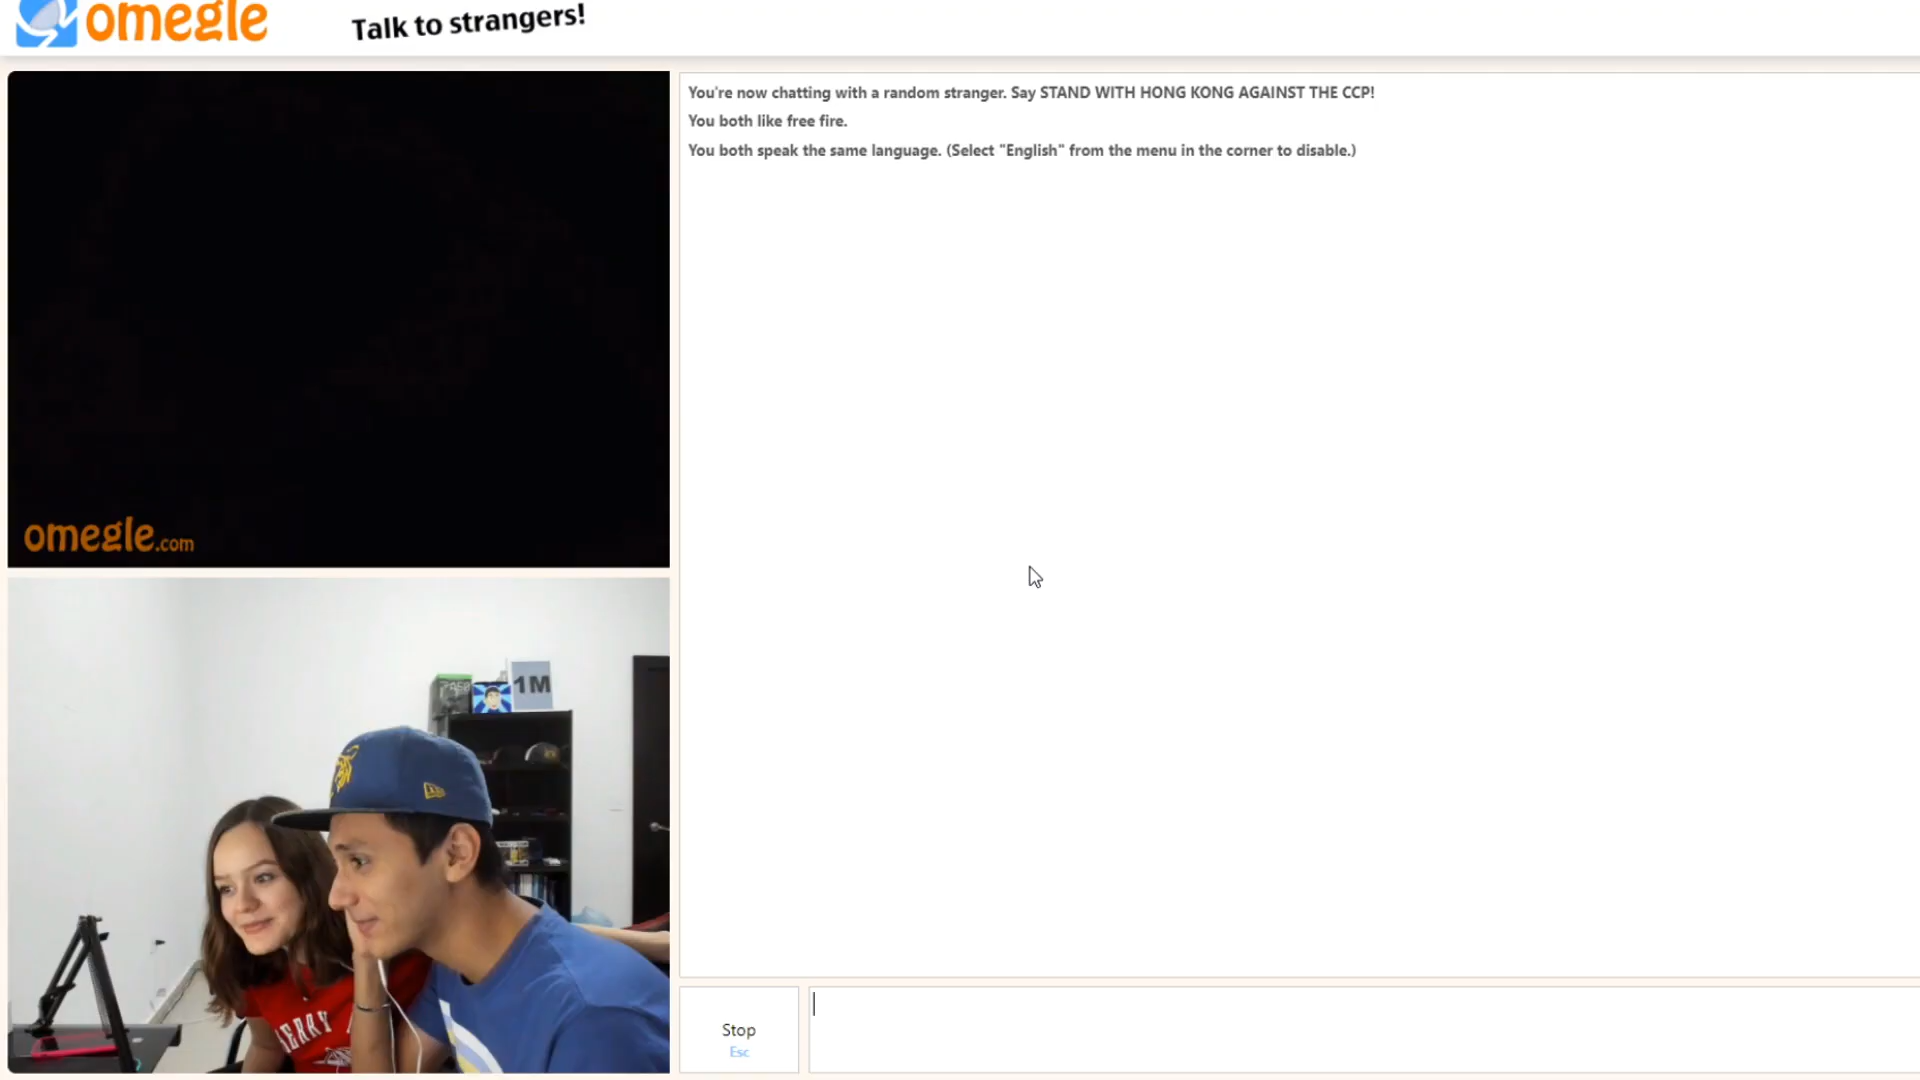 omegle
Talk to strangers!
You're now chatting with a random stranger. Say STAND WITH HONG KONG AGAINST THE CCP!
You both like free fire.
You both speak the same language. (Select "English" from the menu in the corner to disable.)
omegle.com
1M
ERRY
Stop
Esc